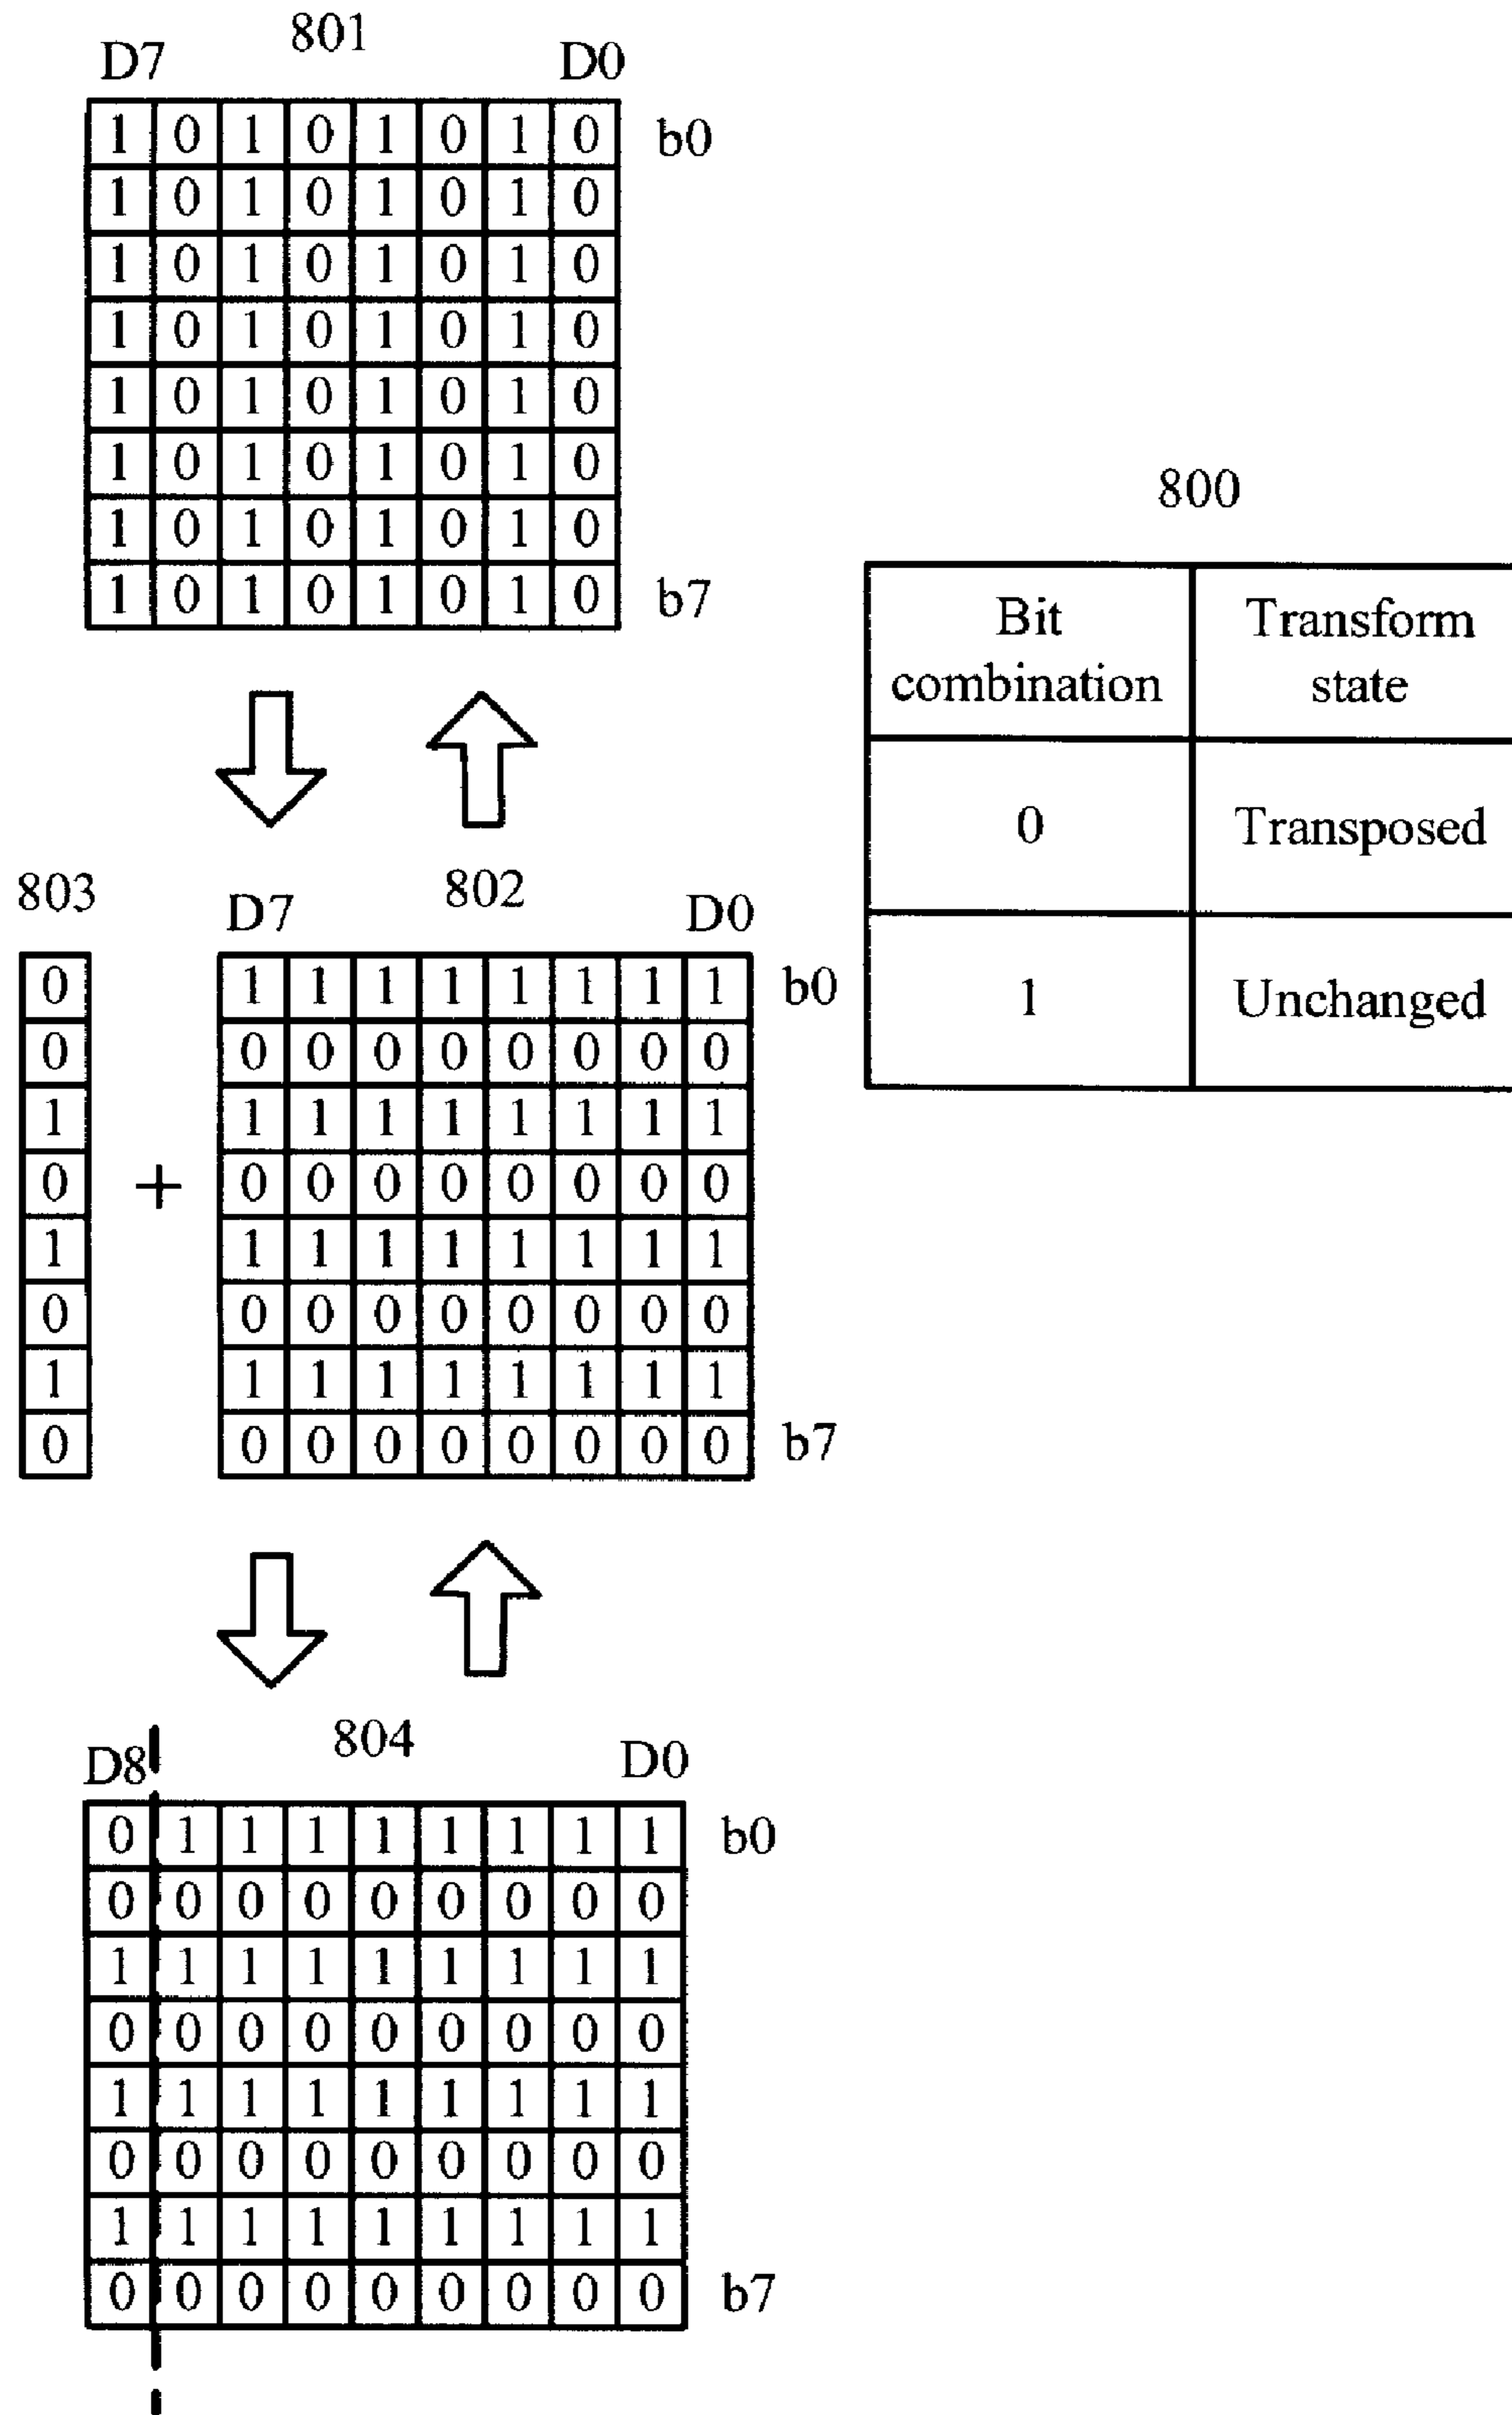 801
D7 D0
1 0 1 0 1 0 1 0 b0
1 0 1 0 1 0 1 0
1 0 1 0 1 0 1 0
1 0 1 0 1 0 1 0
1 0 1 0 1 0 1 0
1 0 1 0 1 0 1 0
1 0 1 0 1 0 1 0
1 0 1 0 1 0 1 0 b7
800
Bit combination Transform state
0 Transposed
1 Unchanged
803 802
D7 D0
0 1 1 1 1 1 1 1 1 b0
0 0 0 0 0 0 0 0 0
1 1 1 1 1 1 1 1 1
0 + 0 0 0 0 0 0 0 0
1 1 1 1 1 1 1 1 1
0 0 0 0 0 0 0 0 0
1 1 1 1 1 1 1 1 1
0 0 0 0 0 0 0 0 0 b7
804
D8 D0
0 1 1 1 1 1 1 1 1 b0
0 0 0 0 0 0 0 0 0
1 1 1 1 1 1 1 1 1
0 0 0 0 0 0 0 0 0
1 1 1 1 1 1 1 1 1
0 0 0 0 0 0 0 0 0
1 1 1 1 1 1 1 1 1
0 0 0 0 0 0 0 0 0 b7